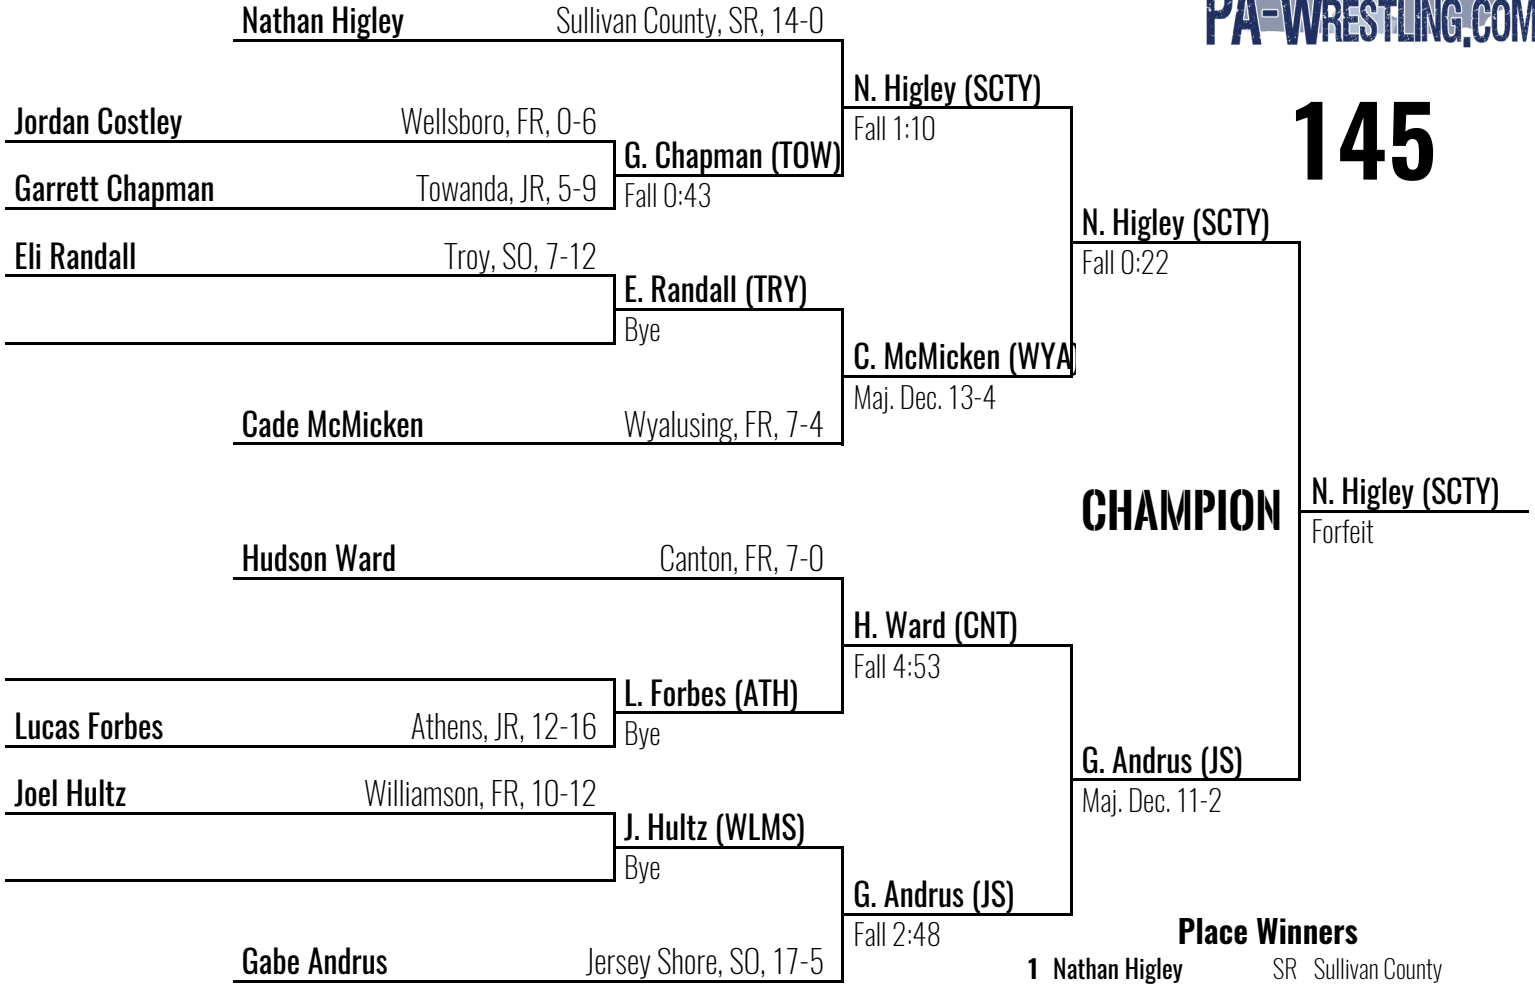 PA-WRESTLING.COM
Nathan Higley Sullivan County, SR, 14-0
N. Higley (SCTY)
Fall 1:10
145
Jordan Costley Wellsboro, FR, 0-6
G. Chapman (TOW)
Fall 0:43
Garrett Chapman Towanda, JR, 5-9
N. Higley (SCTY)
Fall 0:22
Eli Randall Troy, SO, 7-12
E. Randall (TRY)
Bye
C. McMicken (WYA)
Maj. Dec. 13-4
Cade McMicken Wyalusing, FR, 7-4
CHAMPION
N. Higley (SCTY)
Forfeit
Hudson Ward Canton, FR, 7-0
H. Ward (CNT)
Fall 4:53
L. Forbes (ATH)
Bye
Lucas Forbes Athens, JR, 12-16
G. Andrus (JS)
Maj. Dec. 11-2
Joel Hultz Williamson, FR, 10-12
J. Hultz (WLMS)
Bye
G. Andrus (JS)
Fall 2:48
Gabe Andrus Jersey Shore, SO, 17-5
Place Winners
1 Nathan Higley SR Sullivan County